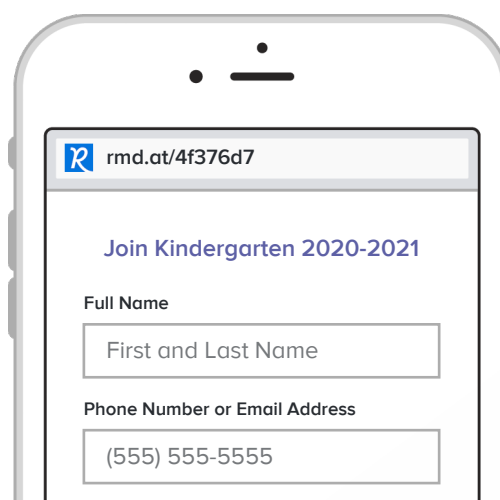 rmd.at/4f376d7
Join Kindergarten 2020-2021
Full Name
First and Last Name
Phone Number or Email Address
(555) 555-5555